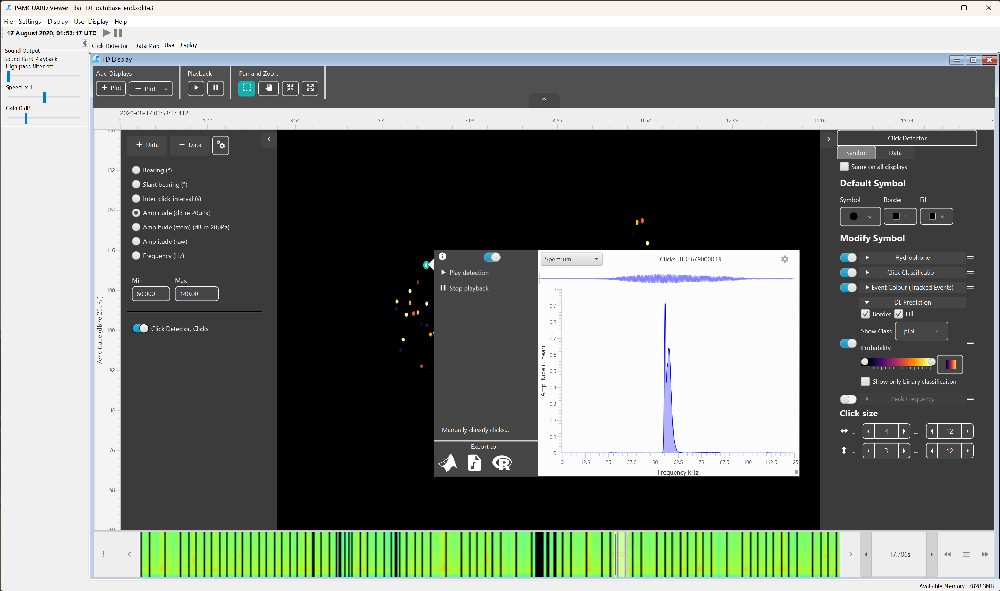 PAMGUARD Viewer - bat_DL_database_end.sqlite3
File Settings Display User Display Help
17 August 2020, 01:53:17 UTC
Click Detector Data Map User Display
Sound Output
Sound Card Playback
High pass filter off
Speed x 1
Gain 0 dB
TD Display
Add Displays Playback Pan and Zoo...
+ Plot − Plot
2020-08-17 01:53:17.412
0 1.77 3.54 5.31 7.08 8.85 10.62 12.39 14.16 15.94 17.
140
132
124
116
108
100
92
84
76
68
60
Amplitude (dB re 20µPa)
+ Data − Data
Bearing (°)
Slant bearing (°)
Inter-click-interval (s)
Amplitude (dB re 20µPa)
Amplitude (stem) (dB re 20µPa)
Amplitude (raw)
Frequency (Hz)
Min Max
60.000 140.00
Click Detector, Clicks
i
Play detection
Stop playback
Manually classify clicks...
Export to
R
Spectrum Clicks UID: 679000013
1
0.9
0.8
0.7
0.6
0.5
0.4
0.3
0.2
0.1
0
Amplitude (Linear)
0 12.5 25 37.5 50 62.5 75 87.5 100 112.5 125
Frequency kHz
Click Detector
Symbol Data
Same on all displays
Default Symbol
Symbol Border Fill
Modify Symbol
Hydrophone
Click Classification
Event Colour (Tracked Events)
DL Prediction
Border Fill
Show Class pipi
Probability
Show only binary classificaiton
Peak Frequency
Click size
... 4 ... 12
... 3 ... 12
17.706s
Available Memory: 7828.3MB